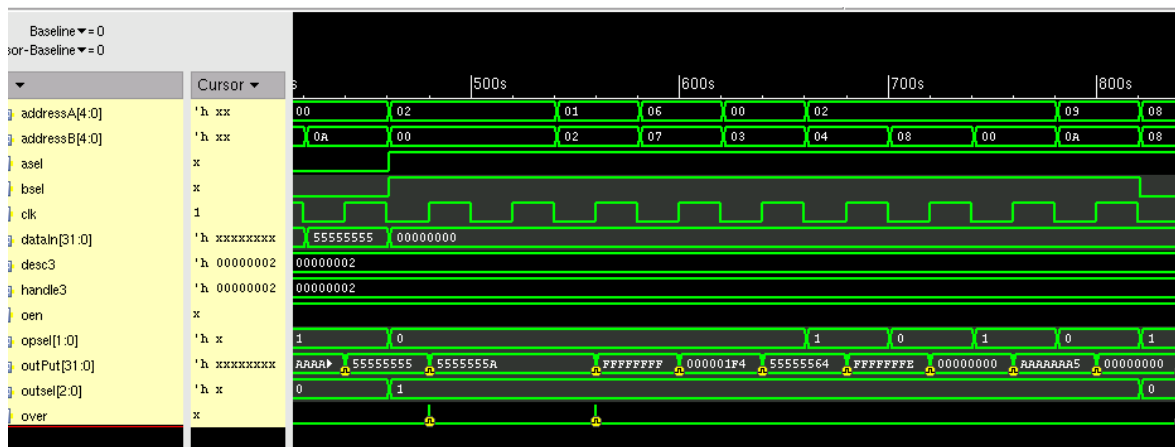 Baseline ▼= 0
sor-Baseline ▼= 0
Cursor ▼
s 500s 600s 700s 800s
addressA[4:0] 'h xx 00 02 01 06 00 02 09 08
addressB[4:0] 'h xx 0A 00 02 07 03 04 08 00 0A 08
asel x
bsel x
clk 1
dataIn[31:0] 'h xxxxxxxx 55555555 00000000
desc3 'h 00000002 00000002
handle3 'h 00000002 00000002
oen x
opsel[1:0] 'h x 1 0 1 0 1 0 1
outPut[31:0] 'h xxxxxxxx AAAA 55555555 5555555A FFFFFFFF 000001F4 55555564 FFFFFFFE 00000000 AAAAAAA5 00000000
outsel[2:0] 'h x 0 1 0
over x